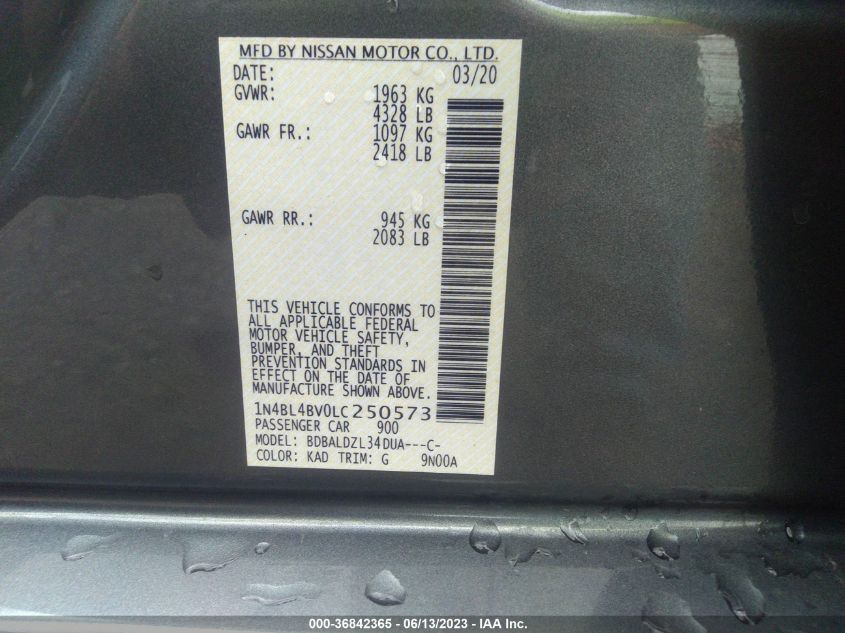 MFD BY NISSAN MOTOR CO., LTD.
DATE: 03/20
GVWR: 1963 KG
4328 LB
GAWR FR.: 1097 KG
2418 LB
GAWR RR.: 945 KG
2083 LB
THIS VEHICLE CONFORMS TO
ALL APPLICABLE FEDERAL
MOTOR VEHICLE SAFETY,
BUMPER, AND THEFT
PREVENTION STANDARDS IN
EFFECT ON THE DATE OF
MANUFACTURE SHOWN ABOVE.
1N4BL4BV0LC250573
PASSENGER CAR 900
MODEL: BDBALDZL34DUA---C-
COLOR: KAD TRIM: G 9N00A
000-36842365 - 06/13/2023 - IAA Inc.